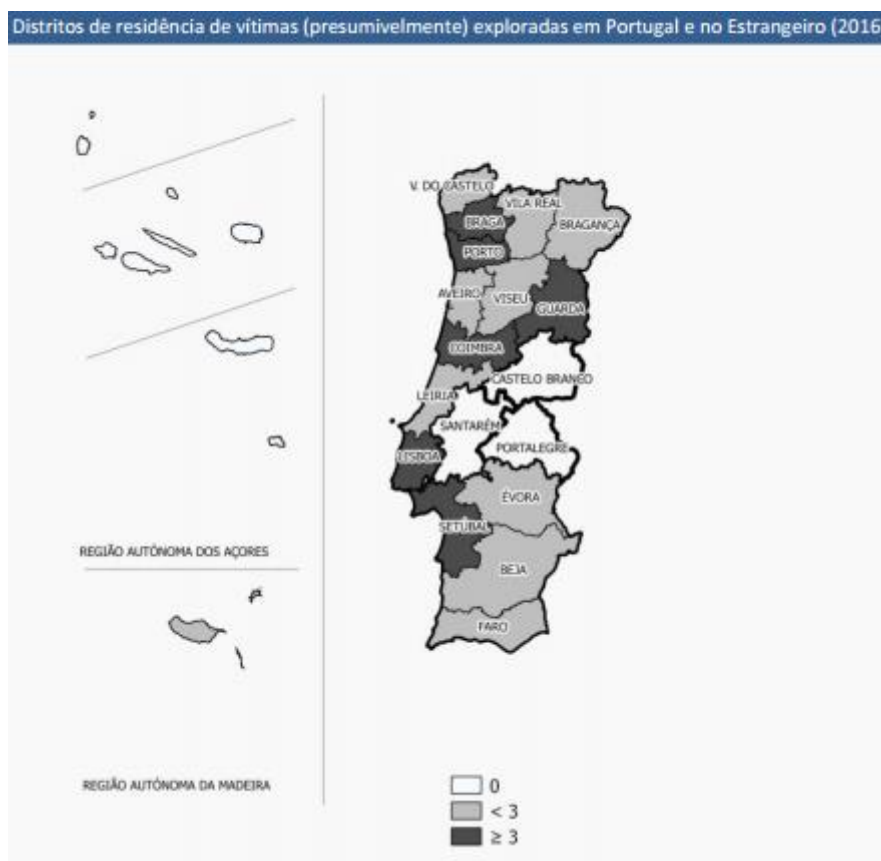 Distritos de residência de vítimas (presumivelmente) exploradas em Portugal e no Estrangeiro (2016
V. DO CASTELO
VILA REAL
BRAGANÇA
BRAGA
PORTO
AVEIRO
VISEU
GUARDA
COIMBRA
CASTELO BRANCO
LEIRIA
SANTARÉM
PORTALEGRE
LISBOA
ÉVORA
SETÚBAL
BEJA
FARO
REGIÃO AUTÓNOMA DOS AÇORES
REGIÃO AUTÓNOMA DA MADEIRA
0
< 3
≥ 3